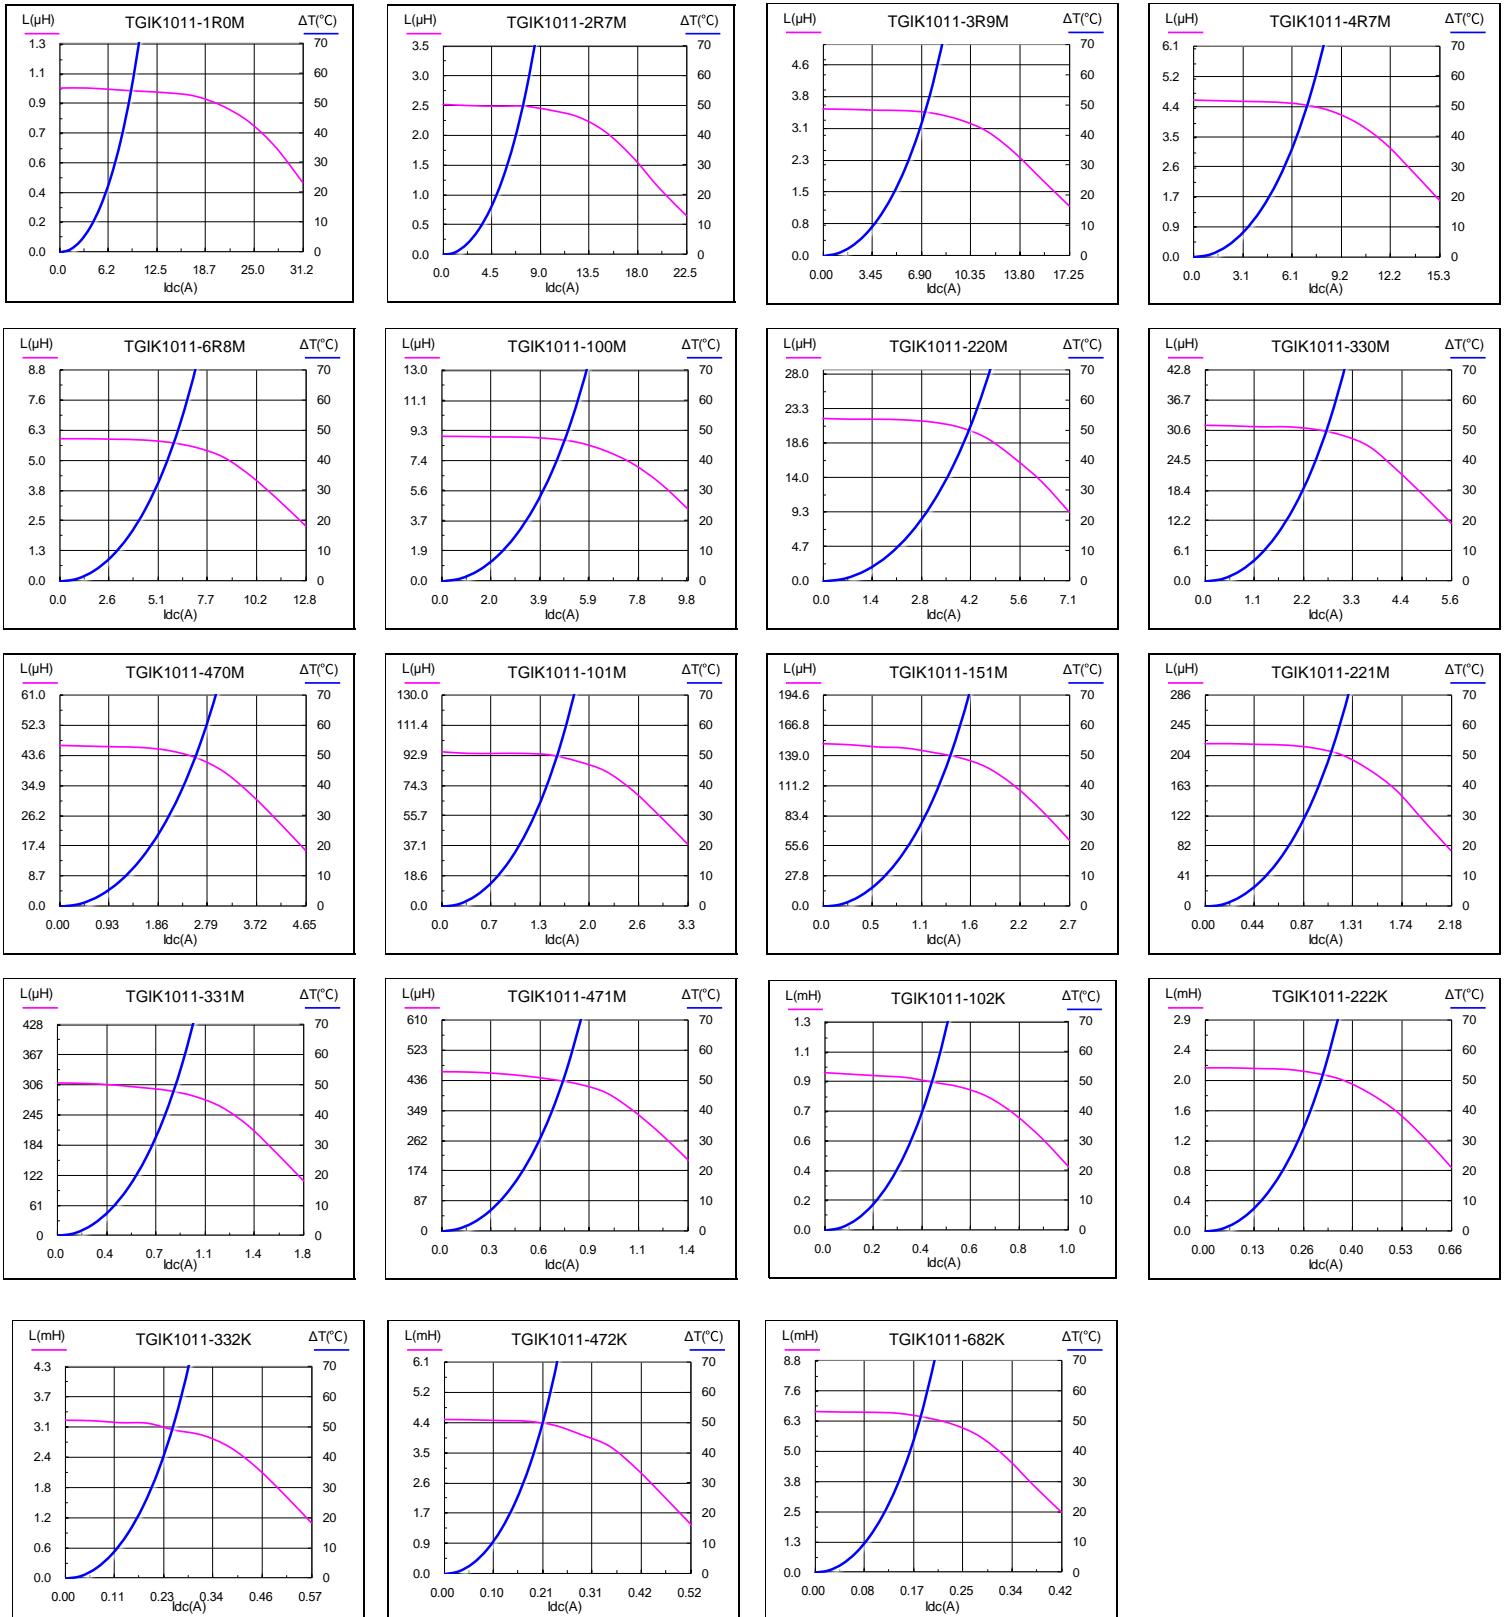 L(μH) TGIK1011-1R0M ΔT(℃)
1.3 70
1.1 60
0.9 50
0.7 40
0.6 30
0.4 20
0.2 10
0.0 0
0.0 6.2 12.5 18.7 25.0 31.2
Idc(A)
L(μH) TGIK1011-2R7M ΔT(℃)
3.5 70
3.0 60
2.5 50
2.0 40
1.5 30
1.0 20
0.5 10
0.0 0
0.0 4.5 9.0 13.5 18.0 22.5
Idc(A)
L(μH) TGIK1011-3R9M ΔT(℃)
70
4.6 60
3.8 50
3.1 40
2.3 30
1.5 20
0.8 10
0.0 0
0.00 3.45 6.90 10.35 13.80 17.25
Idc(A)
L(μH) TGIK1011-4R7M ΔT(℃)
6.1 70
5.2 60
4.4 50
3.5 40
2.6 30
1.7 20
0.9 10
0.0 0
0.0 3.1 6.1 9.2 12.2 15.3
Idc(A)
L(μH) TGIK1011-6R8M ΔT(℃)
8.8 70
7.6 60
6.3 50
5.0 40
3.8 30
2.5 20
1.3 10
0.0 0
0.0 2.6 5.1 7.7 10.2 12.8
Idc(A)
L(μH) TGIK1011-100M ΔT(℃)
13.0 70
11.1 60
9.3 50
7.4 40
5.6 30
3.7 20
1.9 10
0.0 0
0.0 2.0 3.9 5.9 7.8 9.8
Idc(A)
L(μH) TGIK1011-220M ΔT(℃)
28.0 70
23.3 60
18.6 50
14.0 40
9.3 30
4.7 20
0.0 10
0
0.0 1.4 2.8 4.2 5.6 7.1
Idc(A)
L(μH) TGIK1011-330M ΔT(℃)
42.8 70
36.7 60
30.6 50
24.5 40
18.4 30
12.2 20
6.1 10
0.0 0
0.0 1.1 2.2 3.3 4.4 5.6
Idc(A)
L(μH) TGIK1011-470M ΔT(℃)
61.0 70
52.3 60
43.6 50
34.9 40
26.2 30
17.4 20
8.7 10
0.0 0
0.00 0.93 1.86 2.79 3.72 4.65
Idc(A)
L(μH) TGIK1011-101M ΔT(℃)
130.0 70
111.4 60
92.9 50
74.3 40
55.7 30
37.1 20
18.6 10
0.0 0
0.0 0.7 1.3 2.0 2.6 3.3
Idc(A)
L(μH) TGIK1011-151M ΔT(℃)
194.6 70
166.8 60
139.0 50
111.2 40
83.4 30
55.6 20
27.8 10
0.0 0
0.0 0.5 1.1 1.6 2.2 2.7
Idc(A)
L(μH) TGIK1011-221M ΔT(℃)
286 70
245 60
204 50
163 40
122 30
82 20
41 10
0 0
0.00 0.44 0.87 1.31 1.74 2.18
Idc(A)
L(μH) TGIK1011-331M ΔT(℃)
428 70
367 60
306 50
245 40
184 30
122 20
61 10
0 0
0.0 0.4 0.7 1.1 1.4 1.8
Idc(A)
L(μH) TGIK1011-471M ΔT(℃)
610 70
523 60
436 50
349 40
262 30
174 20
87 10
0 0
0.0 0.3 0.6 0.9 1.1 1.4
Idc(A)
L(mH) TGIK1011-102K ΔT(℃)
1.3 70
1.1 60
0.9 50
0.7 40
0.6 30
0.4 20
0.2 10
0.0 0
0.0 0.2 0.4 0.6 0.8 1.0
Idc(A)
L(mH) TGIK1011-222K ΔT(℃)
2.9 70
2.4 60
2.0 50
1.6 40
1.2 30
0.8 20
0.4 10
0.0 0
0.00 0.13 0.26 0.40 0.53 0.66
Idc(A)
L(mH) TGIK1011-332K ΔT(℃)
4.3 70
3.7 60
3.1 50
2.4 40
1.8 30
1.2 20
0.6 10
0.0 0
0.00 0.11 0.23 0.34 0.46 0.57
Idc(A)
L(mH) TGIK1011-472K ΔT(℃)
6.1 70
5.2 60
4.4 50
3.5 40
2.6 30
1.7 20
0.9 10
0.0 0
0.00 0.10 0.21 0.31 0.42 0.52
Idc(A)
L(mH) TGIK1011-682K ΔT(℃)
8.8 70
7.6 60
6.3 50
5.0 40
3.8 30
2.5 20
1.3 10
0.0 0
0.00 0.08 0.17 0.25 0.34 0.42
Idc(A)